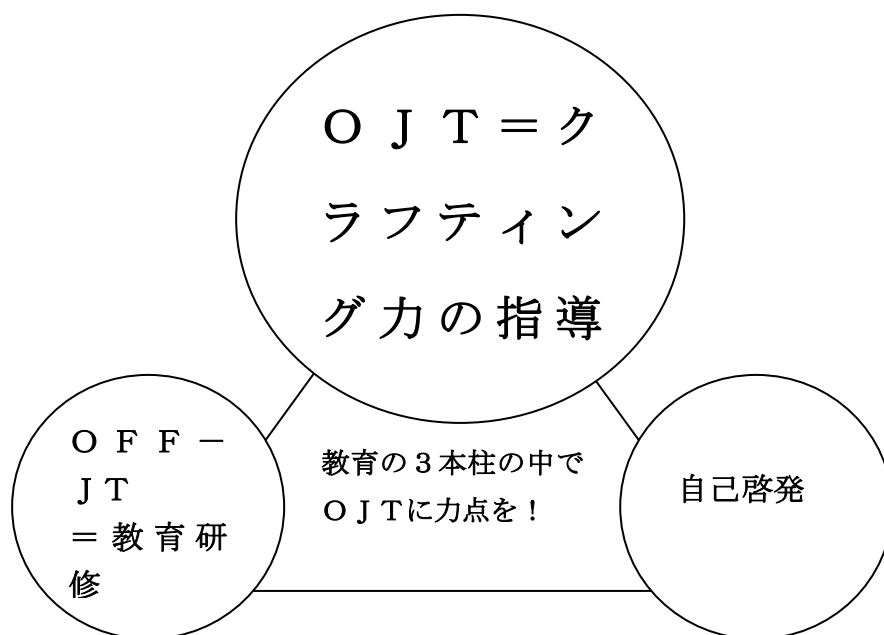 ＯＪＴ＝ク
ラフティン
グ力の指導
ＯＦＦ－
ＪＴ
＝教育研
修
教育の３本柱の中で
ＯＪＴに力点を！
自己啓発